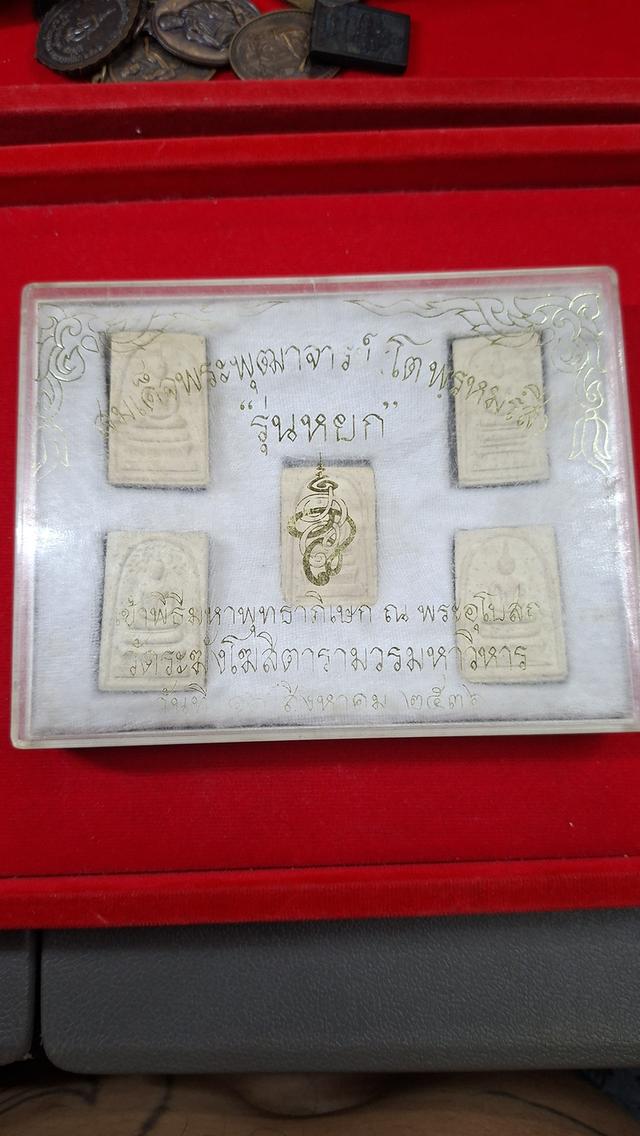 สมเด็จพระพุฒาจารย์ โต พรหมรังสี
"รุ่นหยก"
เข้าพิธีมหาพุทธาภิเษก ณ พระอุโบสถ
วัดระฆังโฆสิตารามวรมหาวิหาร
วันที่ สิงหาคม ๒๕๓๖